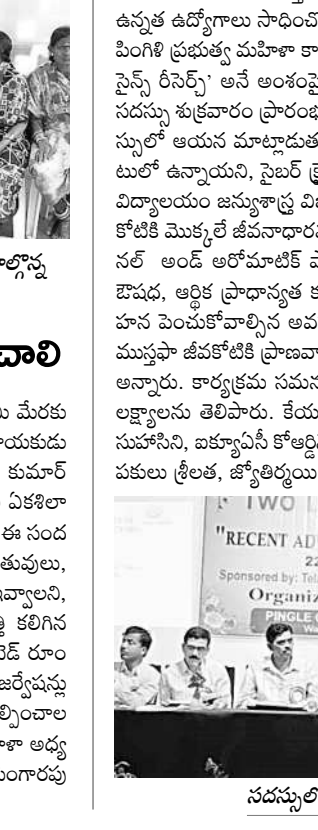 ాల్గొన్న
చాలి
మేరకు
ాయకుడు
కుమార్
ఏకశిలా
ఈ సంద
తువులు,
వ్వాలని,
్తి కలిగిన
బెడ్ రూం
జర్వేషన్లు
ల్పించాల
ళా అధ్య
ంగారపు
ఉన్నత ఉద్యోగాలు సాధించా
పింగిళి ప్రభుత్వ మహిళా కా
సైన్స్ రీసెర్చ్' అనే అంశంపై
సదస్సు శుక్రవారం ప్రారంభ
స్సులో ఆయన మాట్లాడుత
టులో ఉన్నాయని, సైబర్ క్రై
విద్యాలయం జన్యుశాస్త్ర విభ
కోటికి మొక్కలే జీవనాధార
నల్ అండ్ అరోమాటిక్ ప
ఔషధ, ఆర్థిక ప్రాధాన్యత క
హన పెంచుకోవాల్సిన అవ
ముస్తఫా జీవకోటికి ప్రాణవా
అన్నారు. కార్యక్రమ సమన
లక్ష్యాలను తెలిపారు. కేయ
సుహాసిని, ఐక్యూఏసీ కోఆర్డి
పకులు శ్రీలత, జ్యోతిర్మయి
TWO
"RECENT AD
22
Sponsored by: Tel
Organiz
PINGLE
Wa
సదస్సులో